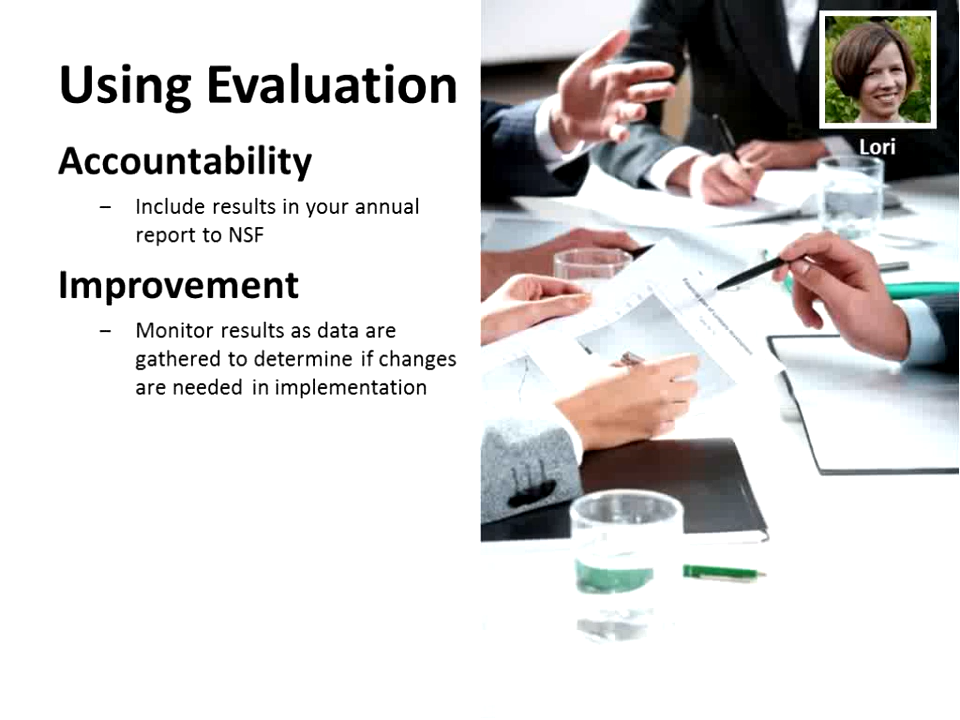 Using Evaluation
Accountability
– Include results in your annual
report to NSF
Improvement
– Monitor results as data are
gathered to determine if changes
are needed in implementation
Lori